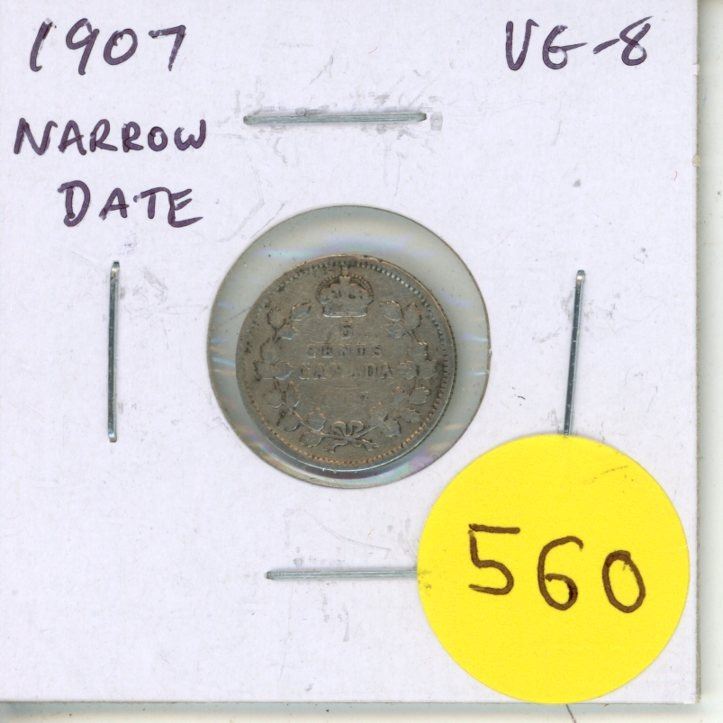 1907 VG-8
NARROW
DATE
5
CENTS
CANADA
560